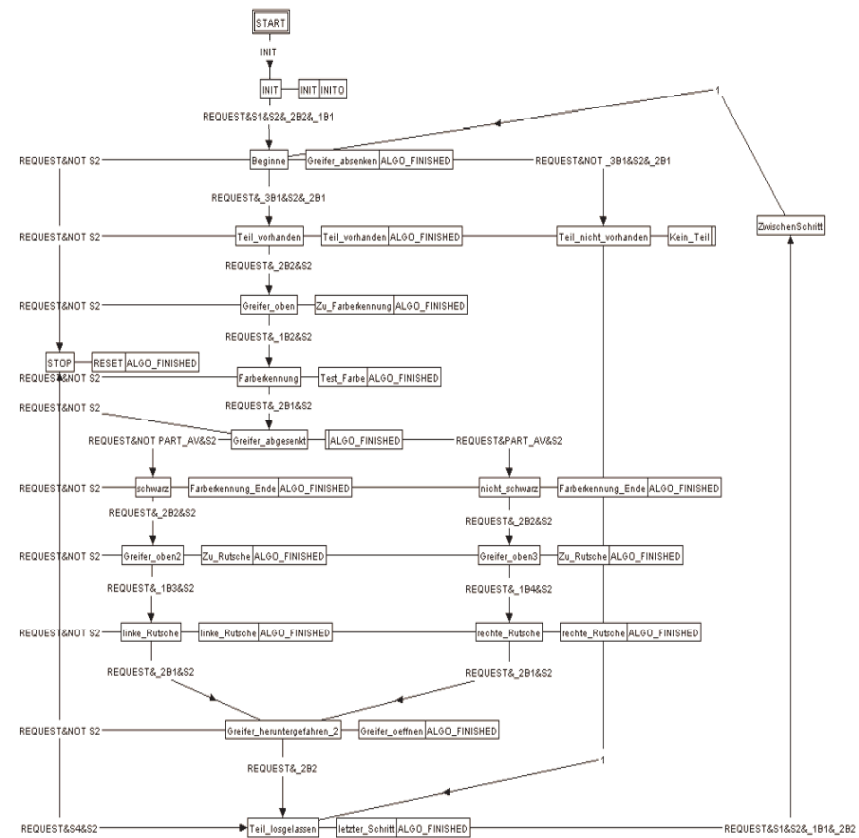 START
INIT
INIT INIT INITO
REQUEST&S1&S2&_2B2&_1B1
1
REQUEST&NOT S2 Beginne Greifer_absenken ALGO_FINISHED REQUEST&NOT _3B1&S2&_2B1
REQUEST&_3B1&S2&_2B1
ZwischenSchritt
REQUEST&NOT S2 Teil_vorhanden Teil_vorhanden ALGO_FINISHED Teil_nicht_vorhanden Kein_Teil
REQUEST&_2B2&S2
REQUEST&NOT S2 Greifer_oben Zu_Farberkennung ALGO_FINISHED
REQUEST&_1B2&S2
STOP RESET ALGO_FINISHED
REQUEST&NOT S2 Farberkennung Test_Farbe ALGO_FINISHED
REQUEST&_2B1&S2
REQUEST&NOT S2
REQUEST&NOT PART_AV&S2 Greifer_abgesenkt ALGO_FINISHED REQUEST&PART_AV&S2
REQUEST&NOT S2 schwarz Farberkennung_Ende ALGO_FINISHED nicht_schwarz Farberkennung_Ende ALGO_FINISHED
REQUEST&_2B2&S2 REQUEST&_2B2&S2
REQUEST&NOT S2 Greifer_oben2 Zu_Rutsche ALGO_FINISHED Greifer_oben3 Zu_Rutsche ALGO_FINISHED
REQUEST&_1B3&S2 REQUEST&_1B4&S2
REQUEST&NOT S2 linke_Rutsche linke_Rutsche ALGO_FINISHED rechte_Rutsche rechte_Rutsche ALGO_FINISHED
REQUEST&_2B1&S2 REQUEST&_2B1&S2
REQUEST&NOT S2 Greifer_heruntergefahren_2 Greifer_oeffnen ALGO_FINISHED
REQUEST&_2B2
1
REQUEST&S4&S2 Teil_losgelassen letzter_Schritt ALGO_FINISHED REQUEST&S1&S2&_1B1&_2B2